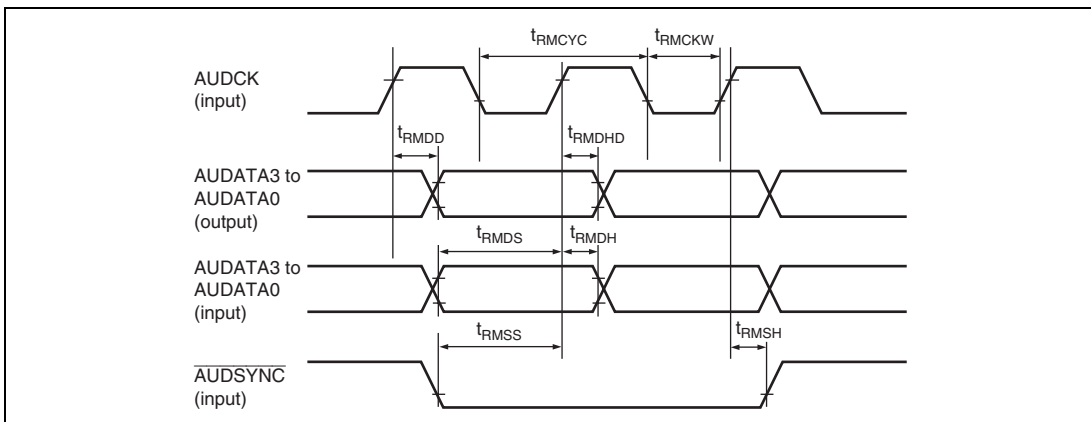 tRMCYC tRMCKW
AUDCK
(input)
tRMDD tRMDHD
AUDATA3 to
AUDATA0
(output)
tRMDS tRMDH
AUDATA3 to
AUDATA0
(input)
tRMSS tRMSH
AUDSYNC
(input)